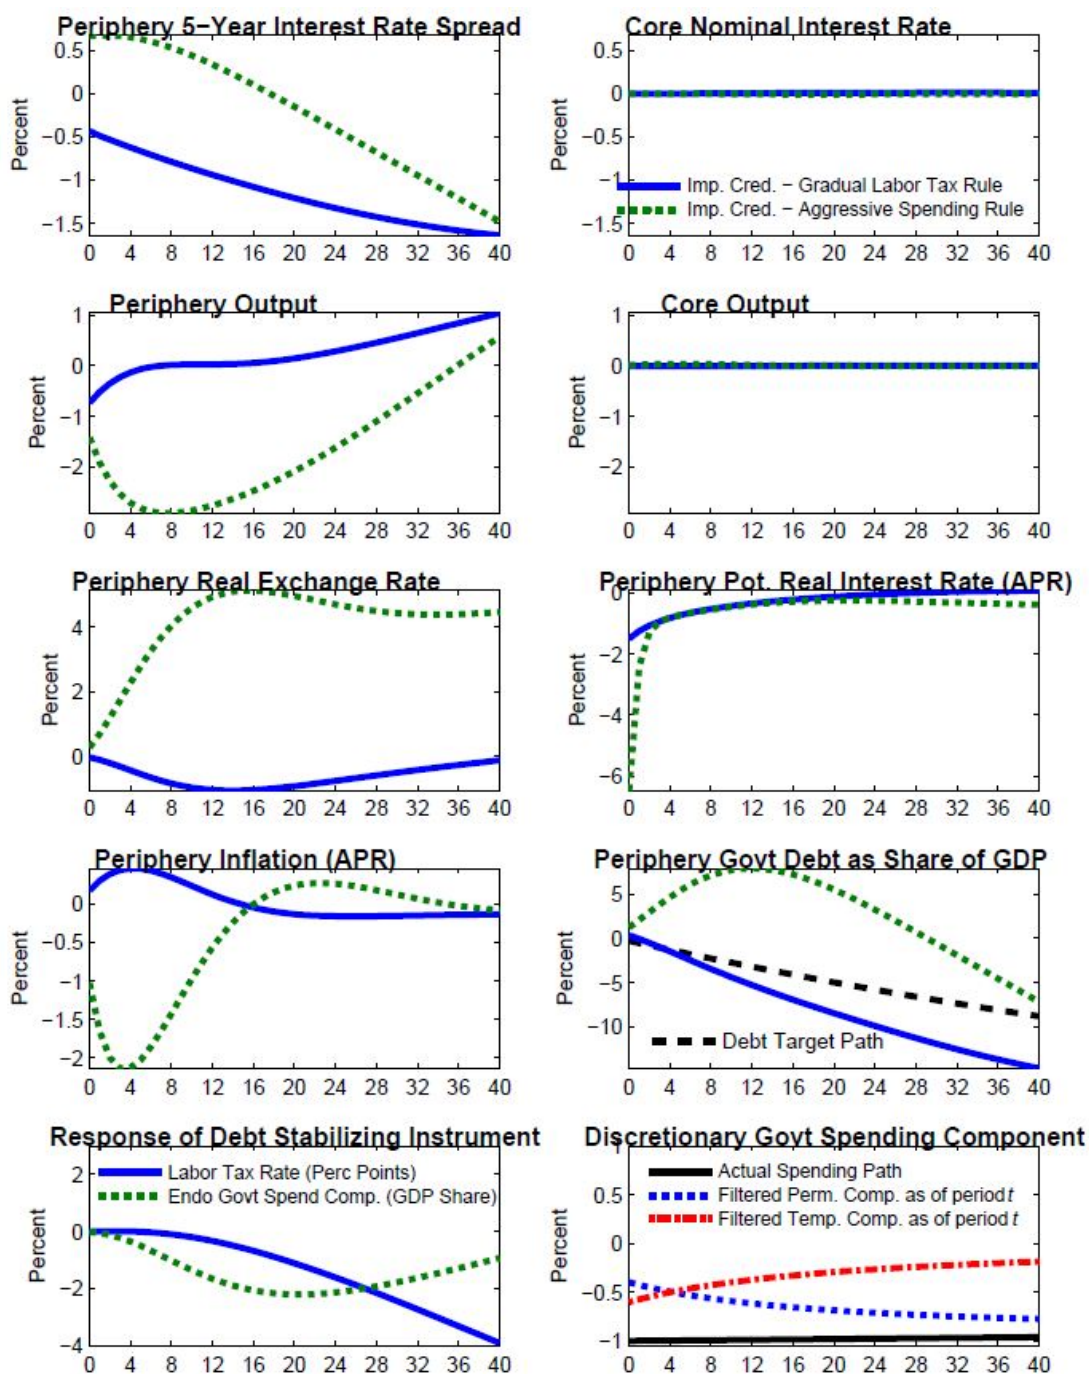 Periphery 5−Year Interest Rate Spread
Percent
0.5
0
−0.5
−1
−1.5
0 4 8 12 16 20 24 28 32 36 40
Core Nominal Interest Rate
Percent
0.5
0
−0.5
−1
−1.5
Imp. Cred. − Gradual Labor Tax Rule
Imp. Cred. − Aggressive Spending Rule
0 4 8 12 16 20 24 28 32 36 40
Periphery Output
Percent
1
0
−1
−2
0 4 8 12 16 20 24 28 32 36 40
Core Output
Percent
1
0
−1
−2
0 4 8 12 16 20 24 28 32 36 40
Periphery Real Exchange Rate
Percent
4
2
0
0 4 8 12 16 20 24 28 32 36 40
Periphery Pot. Real Interest Rate (APR)
Percent
0
−2
−4
−6
0 4 8 12 16 20 24 28 32 36 40
Periphery Inflation (APR)
Percent
0
−0.5
−1
−1.5
−2
0 4 8 12 16 20 24 28 32 36 40
Periphery Govt Debt as Share of GDP
Percent
5
0
−5
−10
Debt Target Path
0 4 8 12 16 20 24 28 32 36 40
Response of Debt Stabilizing Instrument
Percent
2
0
−2
−4
Labor Tax Rate (Perc Points)
Endo Govt Spend Comp. (GDP Share)
0 4 8 12 16 20 24 28 32 36 40
Discretionary Govt Spending Component
Percent
1
0.5
0
−0.5
−1
Actual Spending Path
Filtered Perm. Comp. as of period t
Filtered Temp. Comp. as of period t
0 4 8 12 16 20 24 28 32 36 40